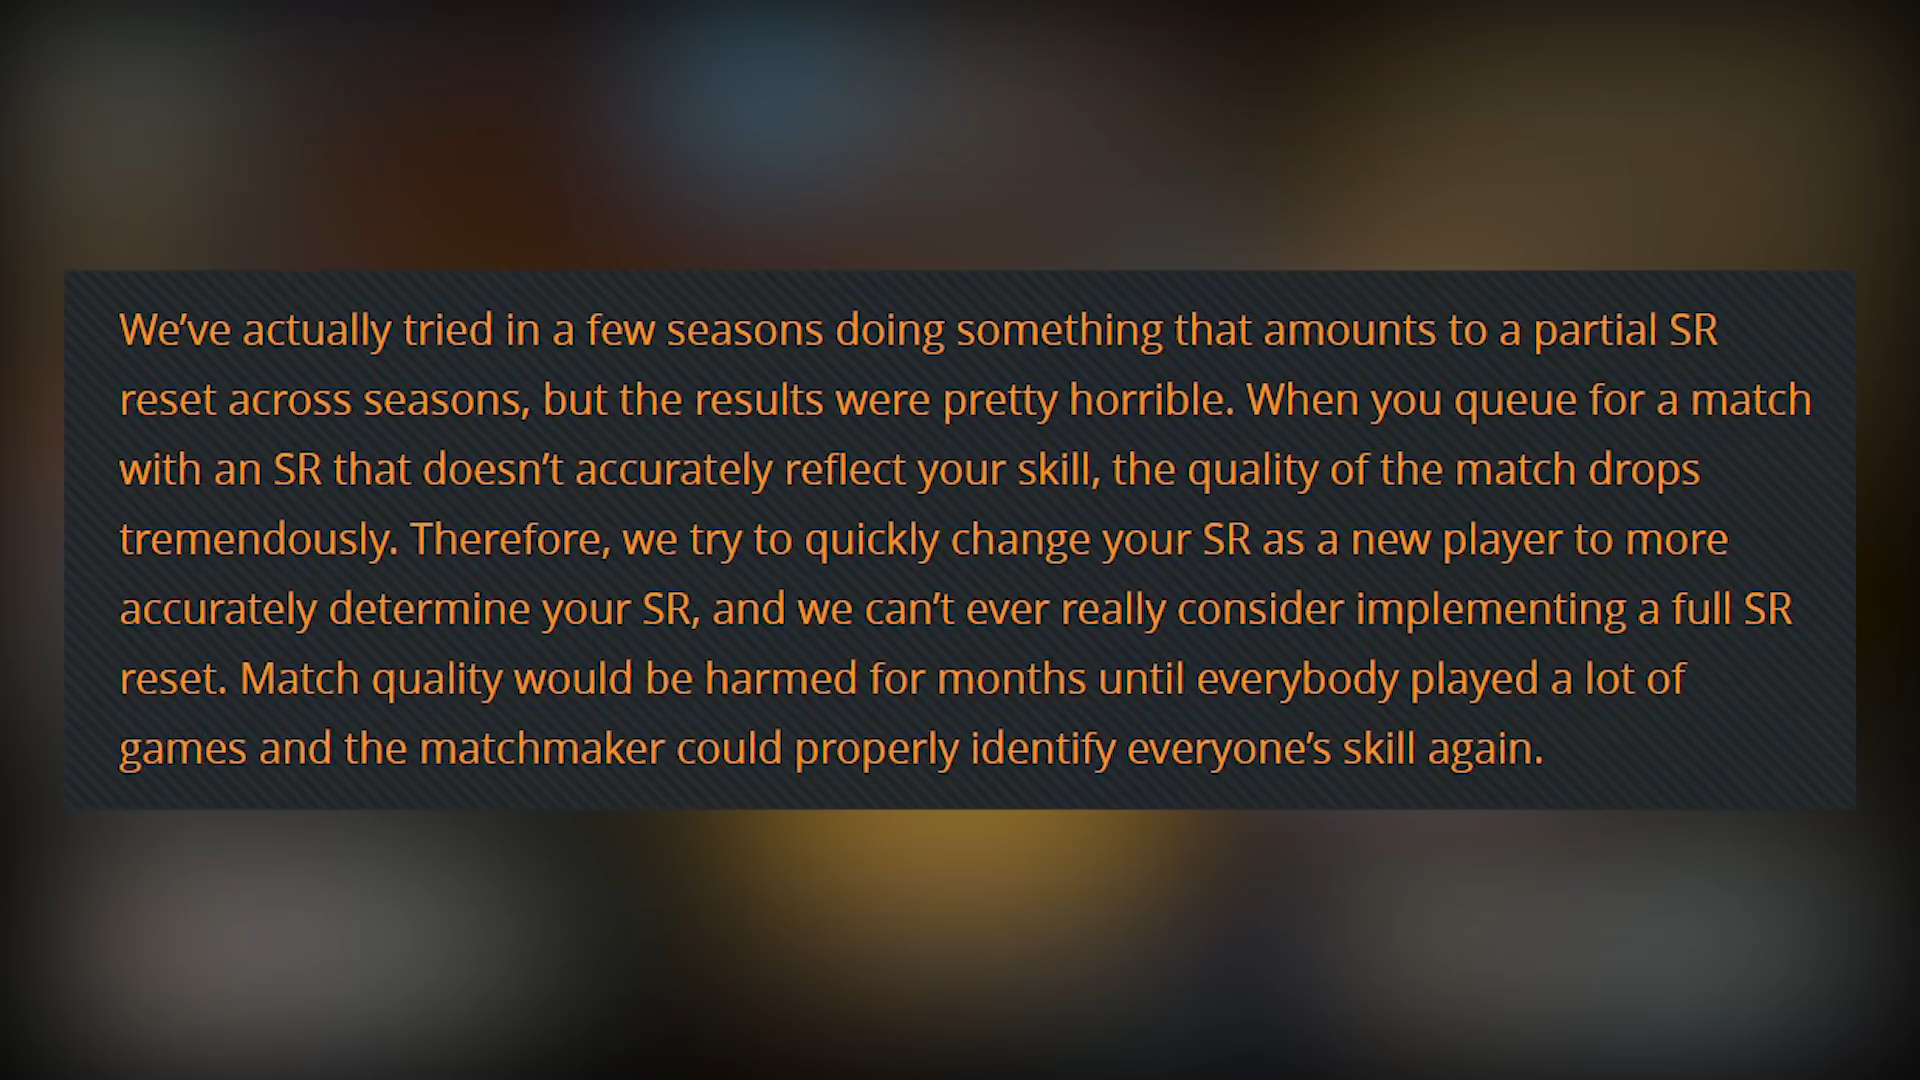 We’ve actually tried in a few seasons doing something that amounts to a partial SR
reset across seasons, but the results were pretty horrible. When you queue for a match
with an SR that doesn’t accurately reflect your skill, the quality of the match drops
tremendously. Therefore, we try to quickly change your SR as a new player to more
accurately determine your SR, and we can’t ever really consider implementing a full SR
reset. Match quality would be harmed for months until everybody played a lot of
games and the matchmaker could properly identify everyone’s skill again.